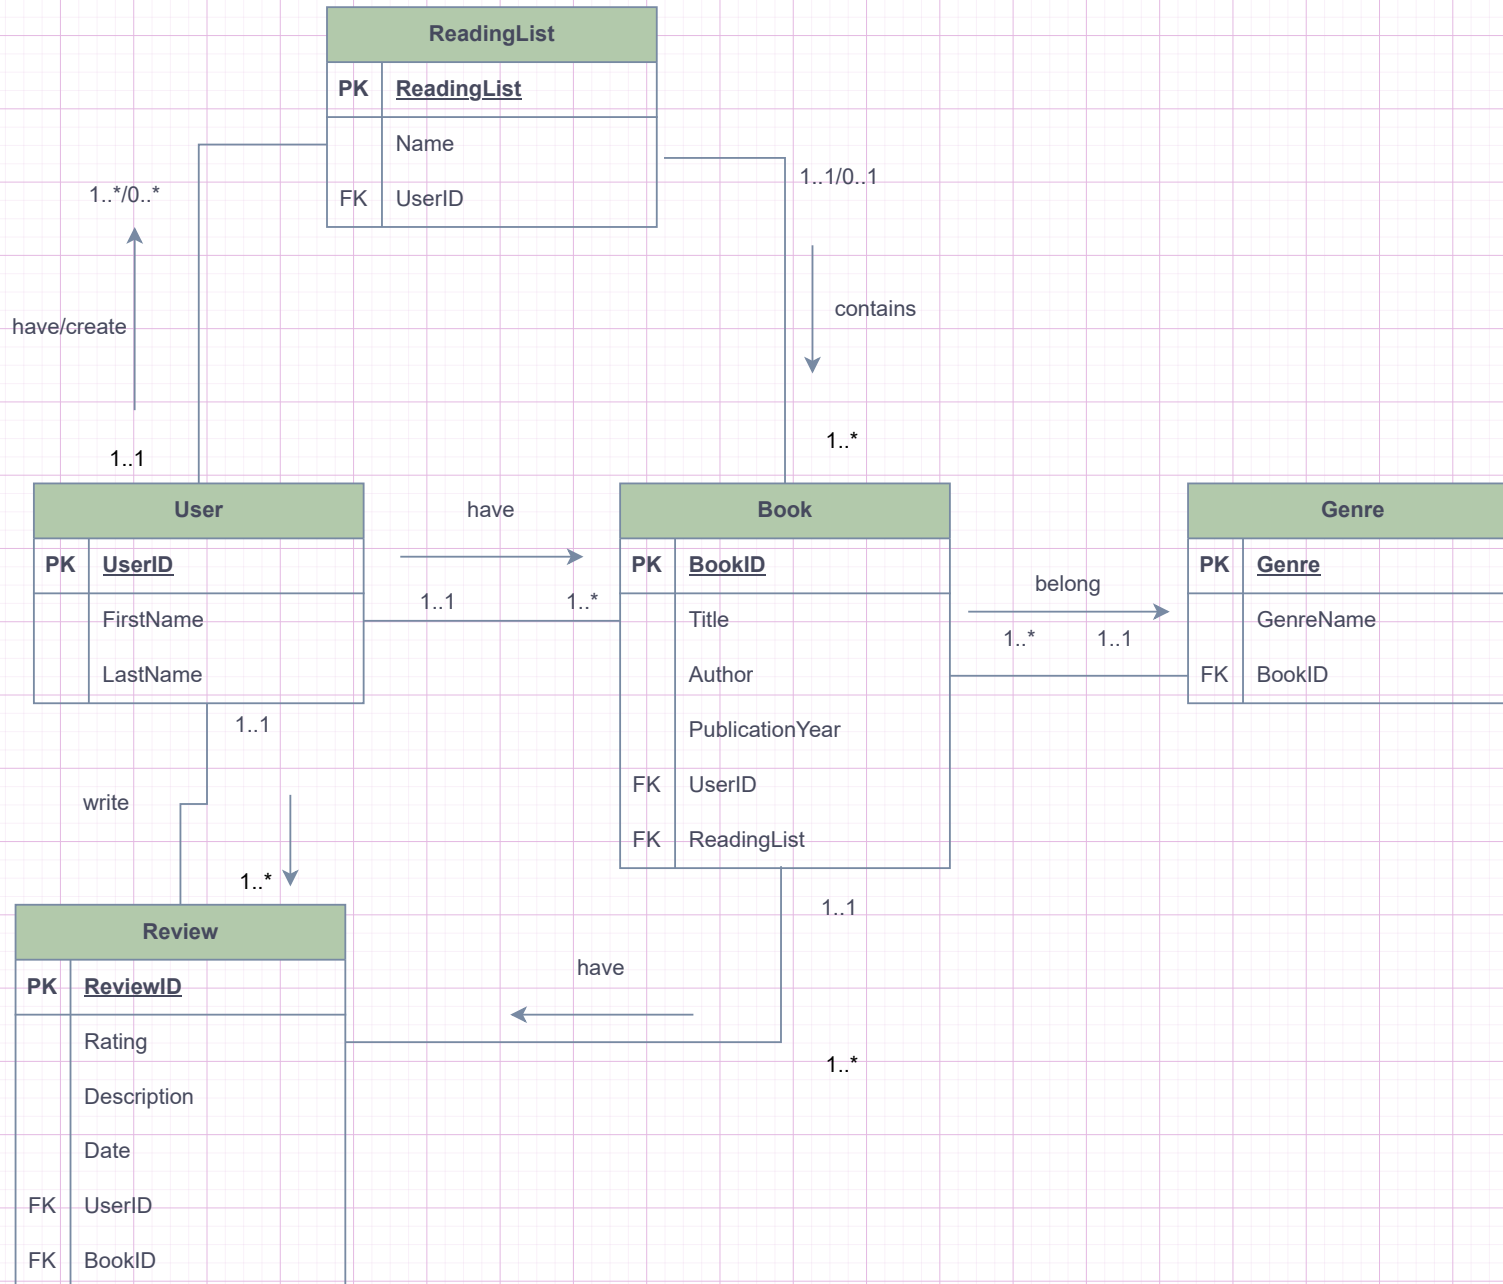 ReadingList
PK ReadingList
Name
FK UserID
1..*/0..*
have/create
1..1
1..1/0..1
contains
1..*
User
PK UserID
FirstName
LastName
have
1..1 1..*
Book
PK BookID
Title
Author
PublicationYear
FK UserID
FK ReadingList
belong
1..* 1..1
Genre
PK Genre
GenreName
FK BookID
1..1
write
1..*
1..1
have
1..*
Review
PK ReviewID
Rating
Description
Date
FK UserID
FK BookID